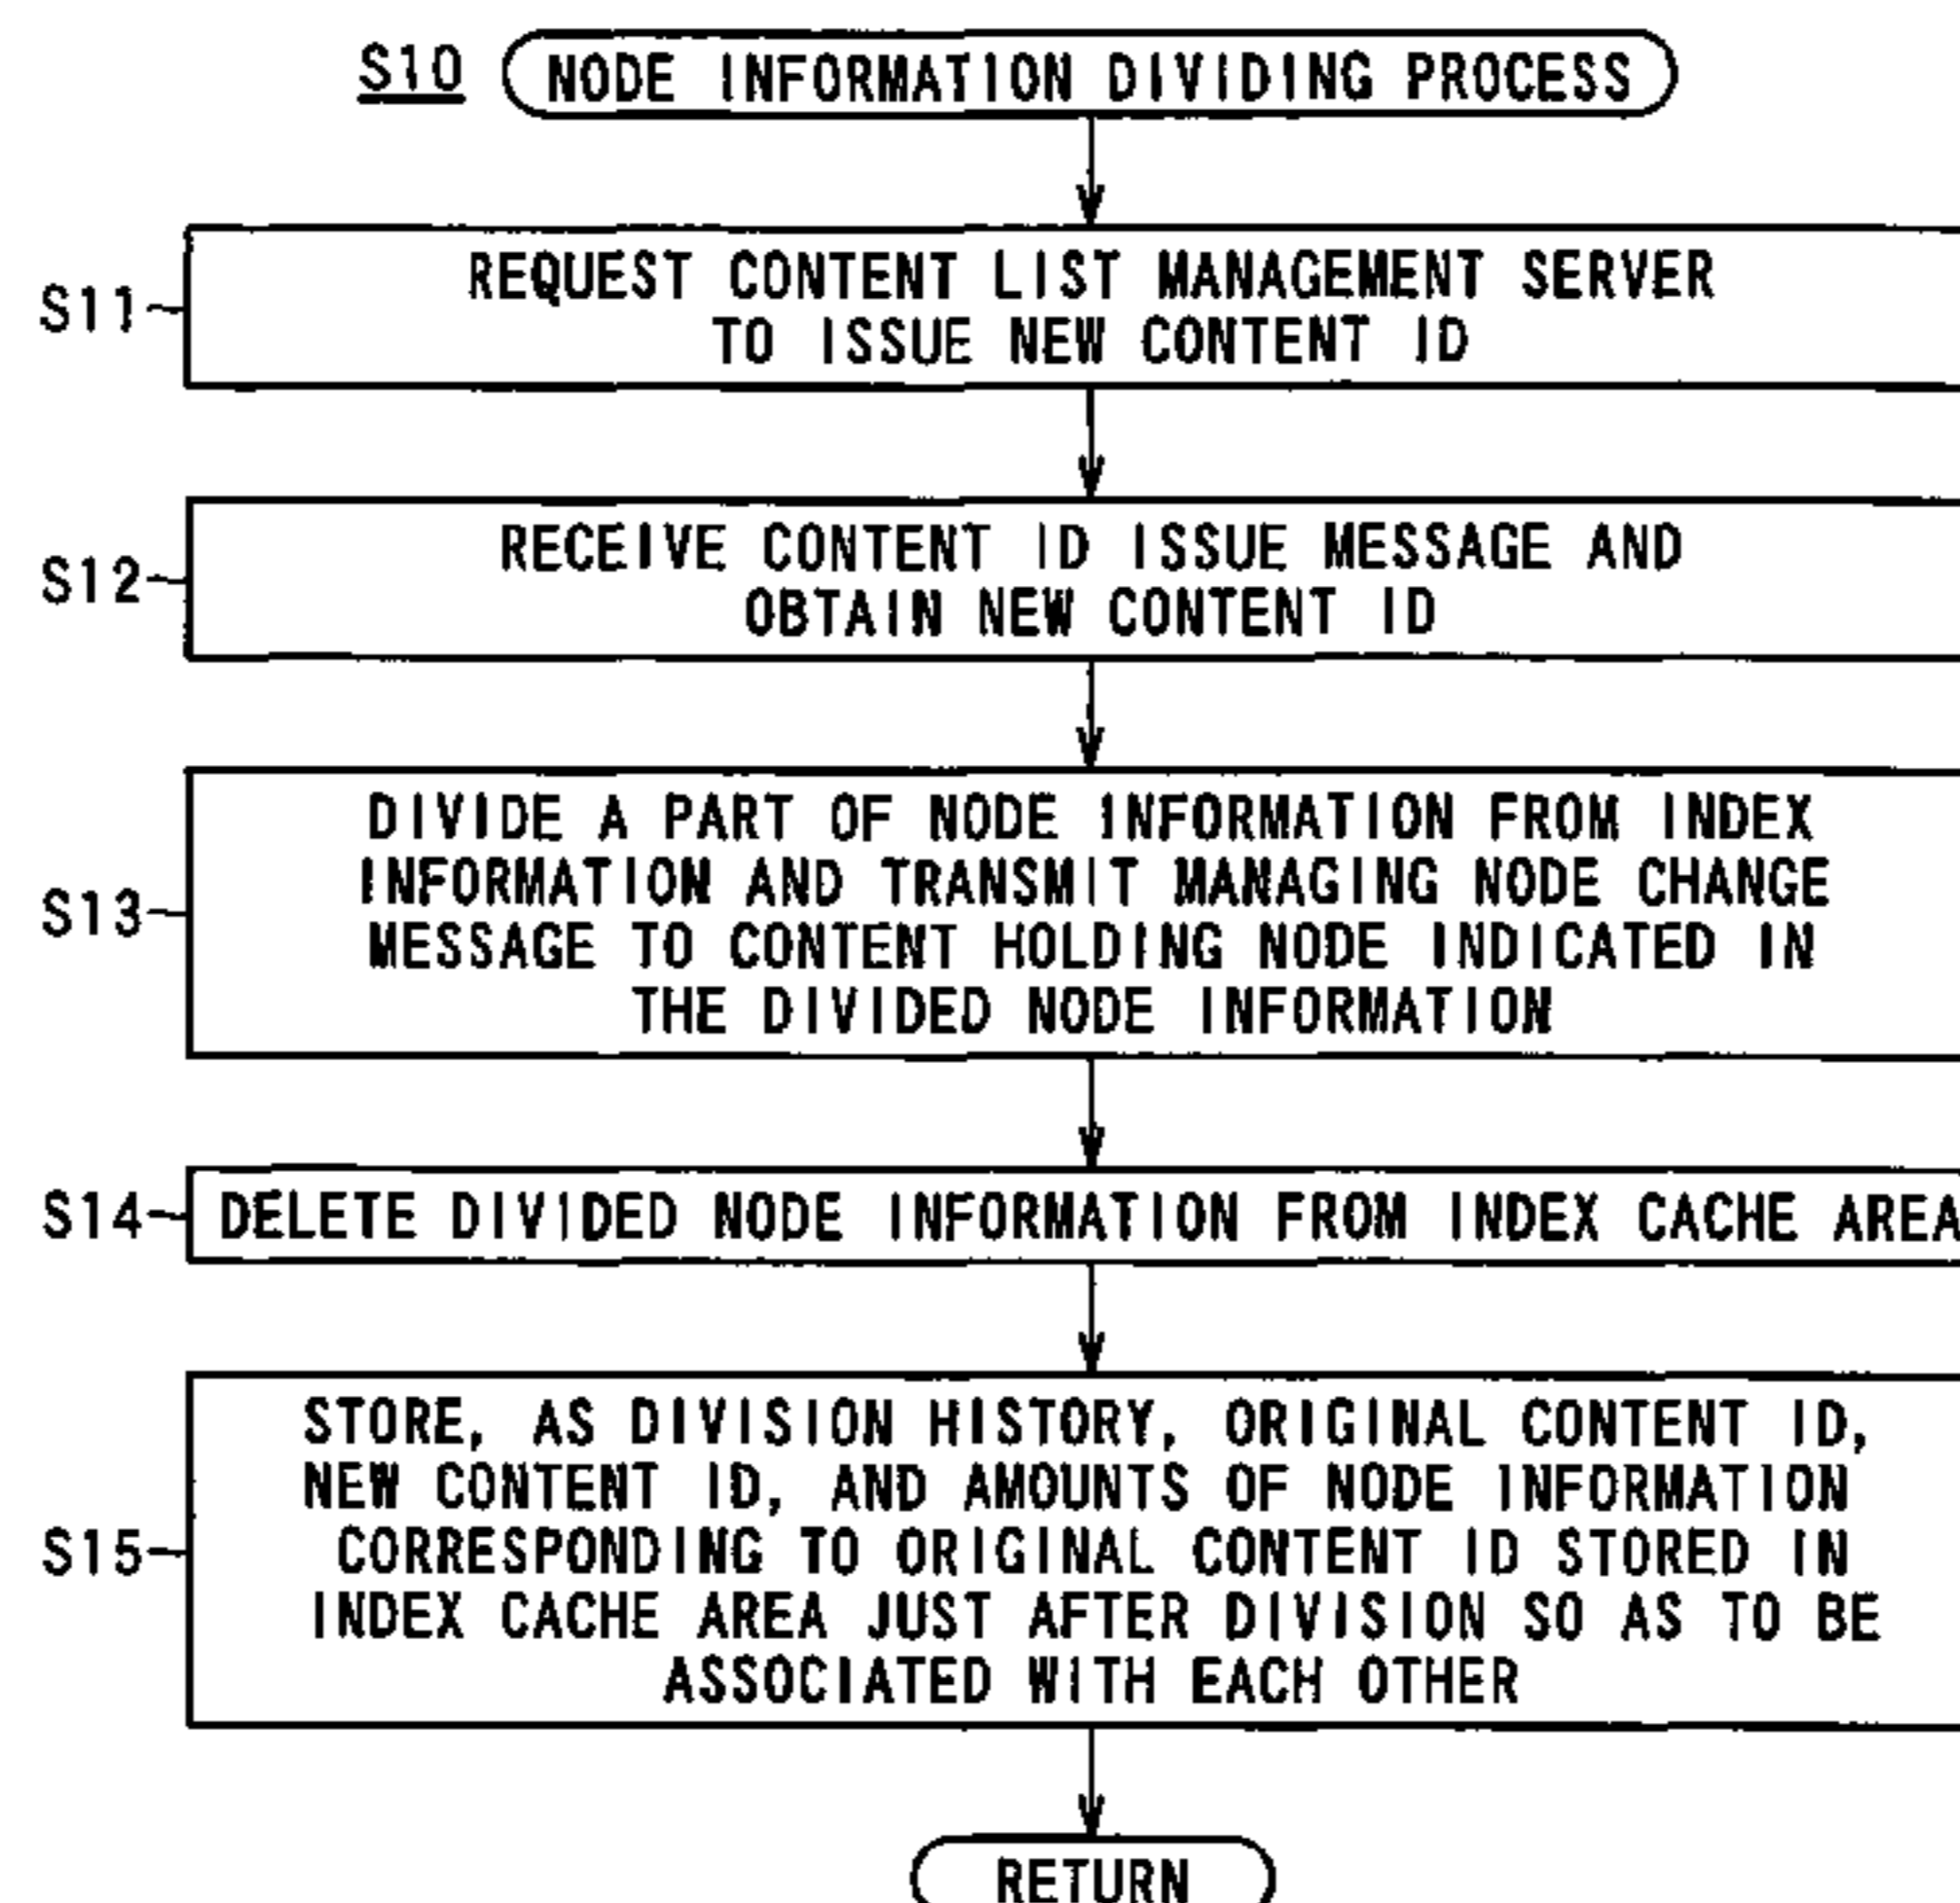 S10 NODE INFORMATION DIVIDING PROCESS
S11
REQUEST CONTENT LIST MANAGEMENT SERVER
TO ISSUE NEW CONTENT ID
S12
RECEIVE CONTENT ID ISSUE MESSAGE AND
OBTAIN NEW CONTENT ID
S13
DIVIDE A PART OF NODE INFORMATION FROM INDEX
INFORMATION AND TRANSMIT MANAGING NODE CHANGE
MESSAGE TO CONTENT HOLDING NODE INDICATED IN
THE DIVIDED NODE INFORMATION
S14
DELETE DIVIDED NODE INFORMATION FROM INDEX CACHE AREA
S15
STORE, AS DIVISION HISTORY, ORIGINAL CONTENT ID,
NEW CONTENT ID, AND AMOUNTS OF NODE INFORMATION
CORRESPONDING TO ORIGINAL CONTENT ID STORED IN
INDEX CACHE AREA JUST AFTER DIVISION SO AS TO BE
ASSOCIATED WITH EACH OTHER
RETURN